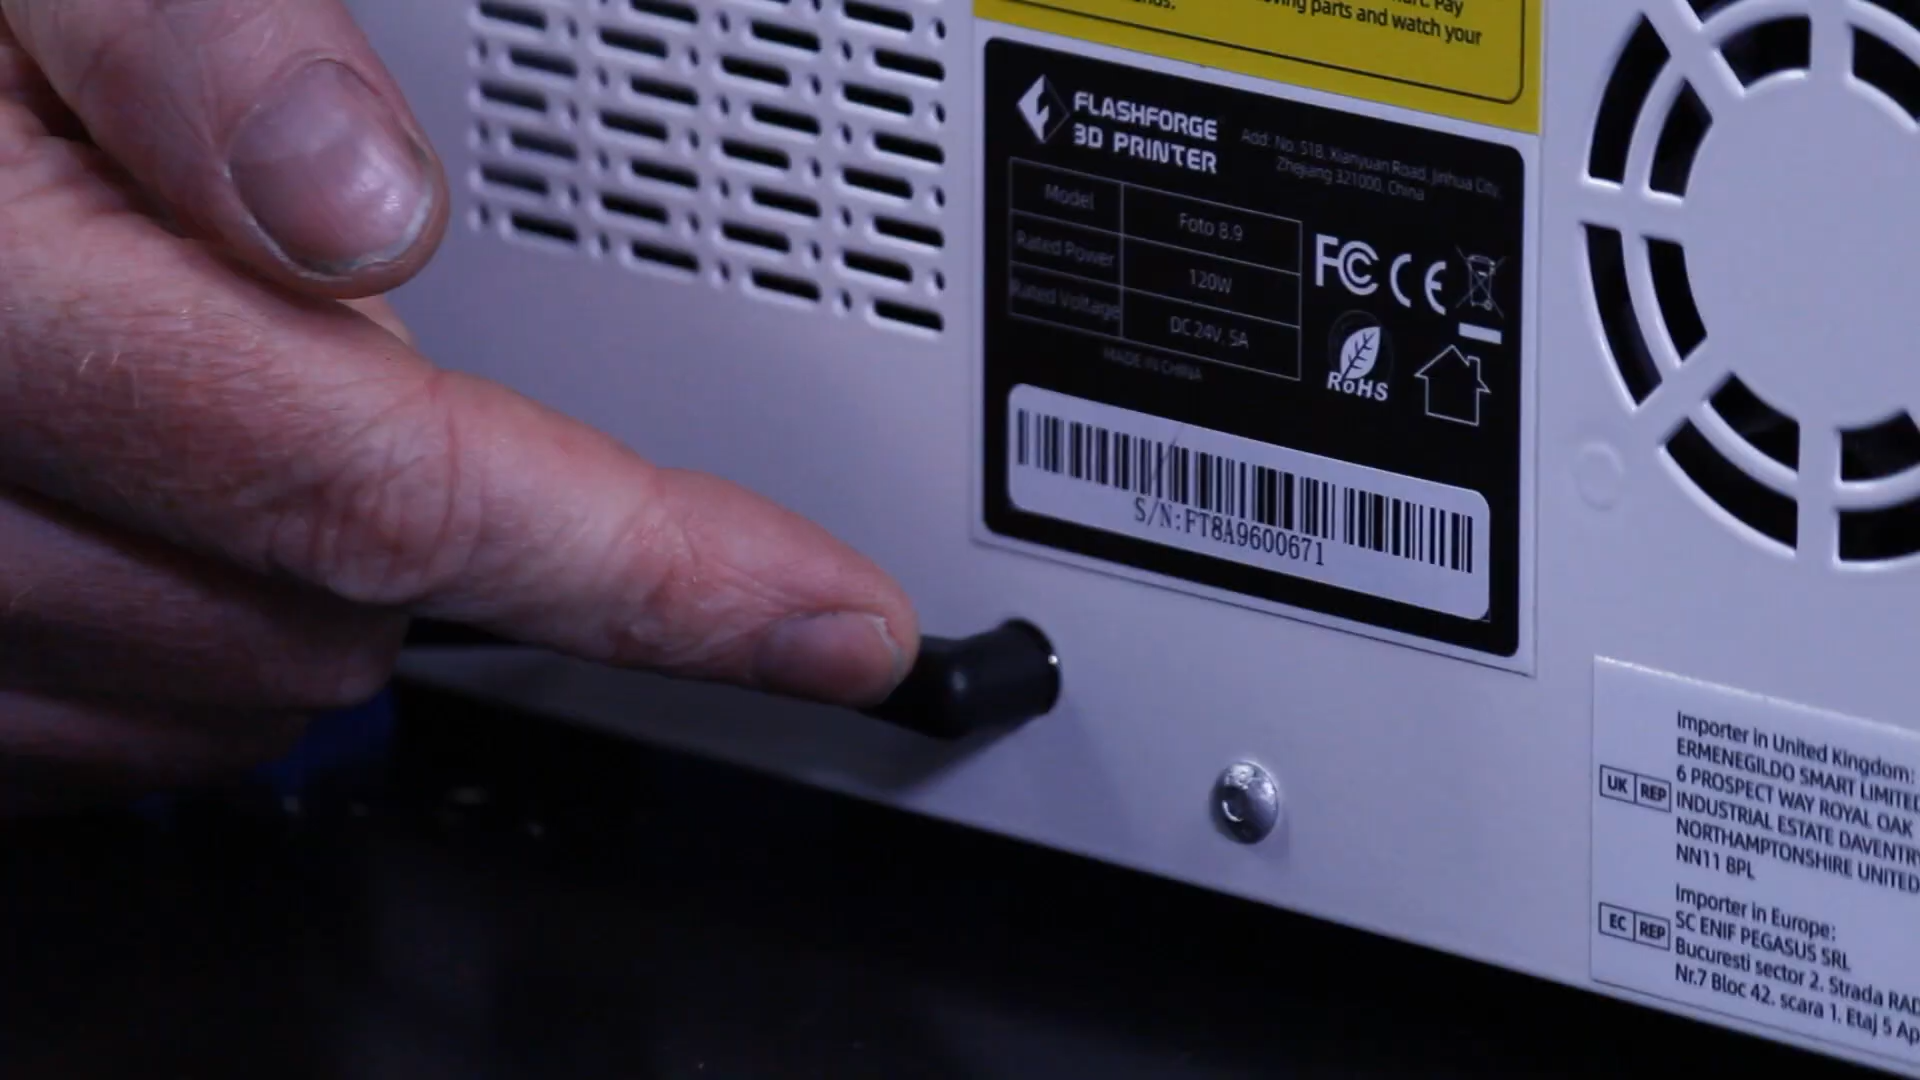 Pay
parts and watch your
FLASHFORGE
3D PRINTER
Add: No. 518, Xianyuan Road, Jinhua City,
Zhejiang 321000, China
Model
Foto 8.9
Rated Power
120W
Rated Voltage
DC 24V, 5A
MADE IN CHINA
FC CE
RoHS
S/N:FT8A9600671
Importer in United Kingdom:
ERMENEGILDO SMART LIMITED
UK REP
6 PROSPECT WAY ROYAL OAK
INDUSTRIAL ESTATE DAVENTRY
NORTHAMPTONSHIRE UNITED
NN11 8PL
Importer in Europe:
EC REP
SC ENIF PEGASUS SRL
Bucuresti sector 2. Strada
Nr.7 Bloc 42. scara 1. Etaj 5